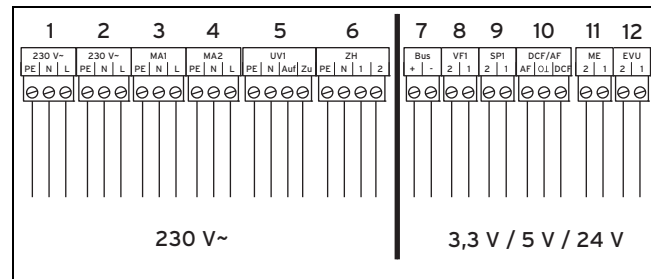 1 2 3 4 5 6 7 8 9 10 11 12
230 V~ 230 V~ MA1 MA2 UV1 ZH Bus VF1 SP1 DCF/AF ME EVU
PE N L PE N L PE N L PE N L PE N Auf Zu PE N 1 2 + - 2 1 2 1 AF O⊥ DCF 2 1 2 1
230 V~ 3,3 V / 5 V / 24 V